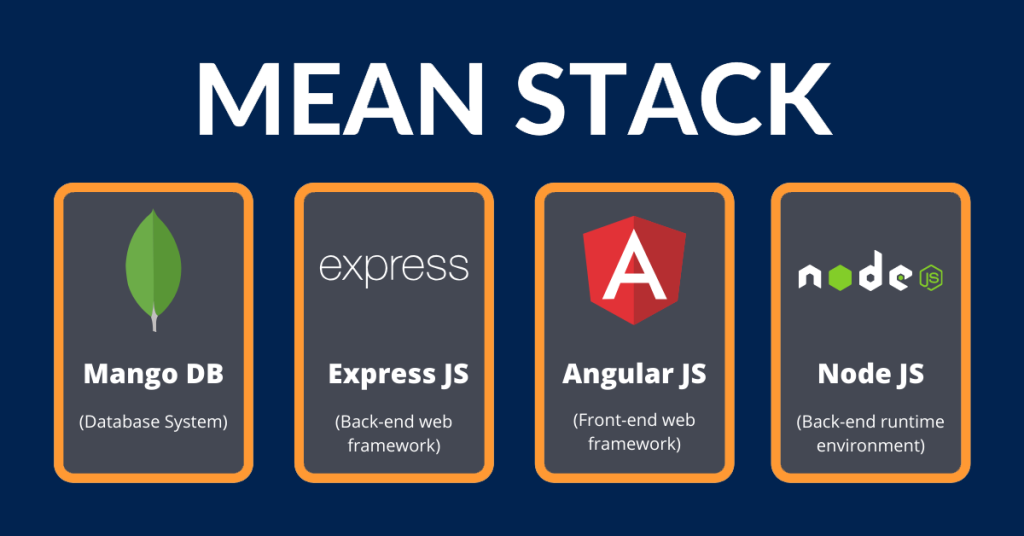 MEAN STACK
Mango DB
(Database System)
express
Express JS
(Back-end web
framework)
A
Angular JS
(Front-end web
framework)
node JS
Node JS
(Back-end runtime
environment)